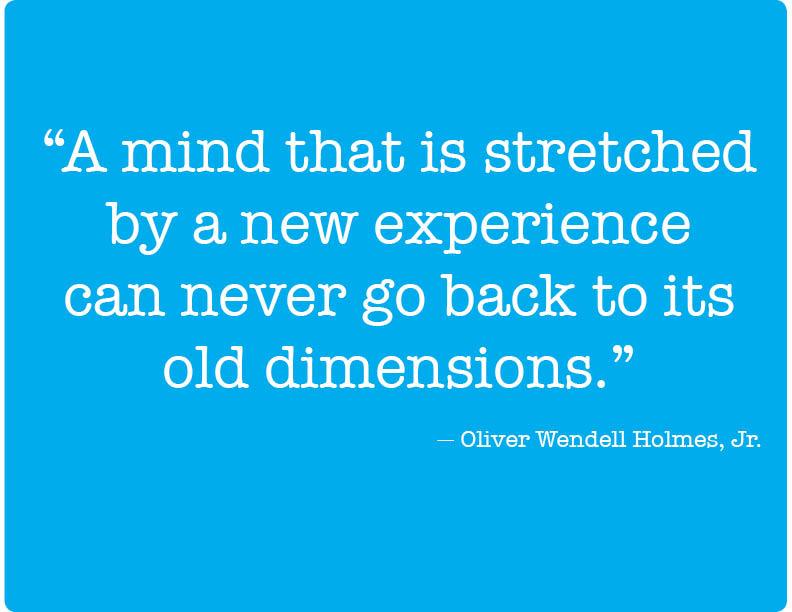 “A mind that is stretched
by a new experience
can never go back to its
old dimensions.”
— Oliver Wendell Holmes, Jr.